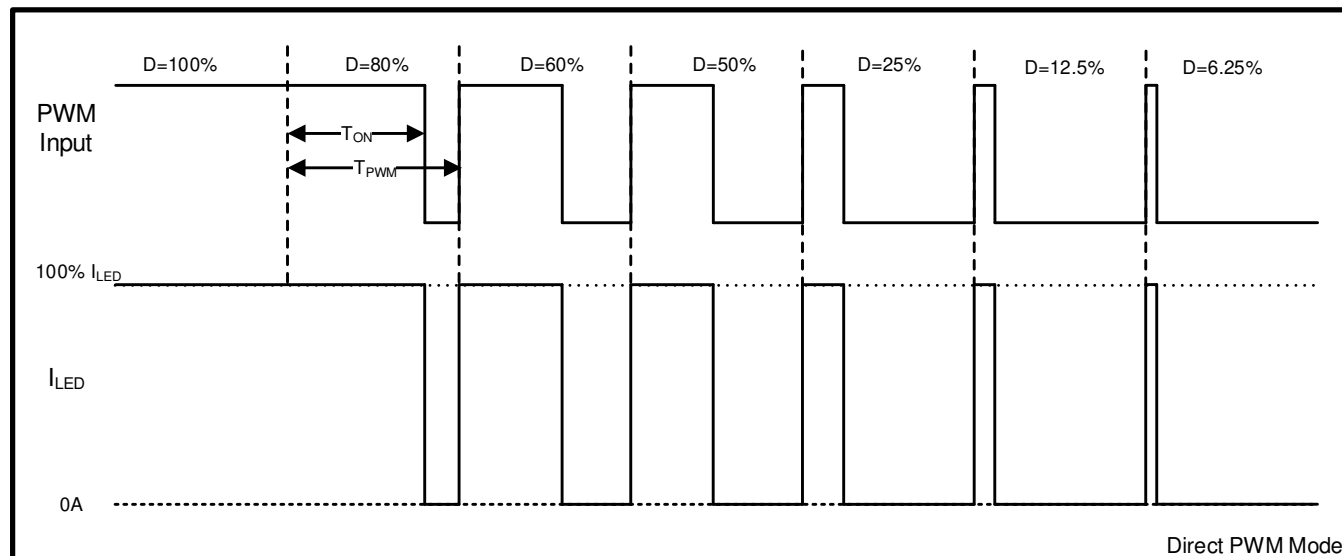 D=100%
D=80%
D=60%
D=50%
D=25%
D=12.5%
D=6.25%
PWM
Input
TON
TPWM
100% ILED
ILED
0A
Direct PWM Mode